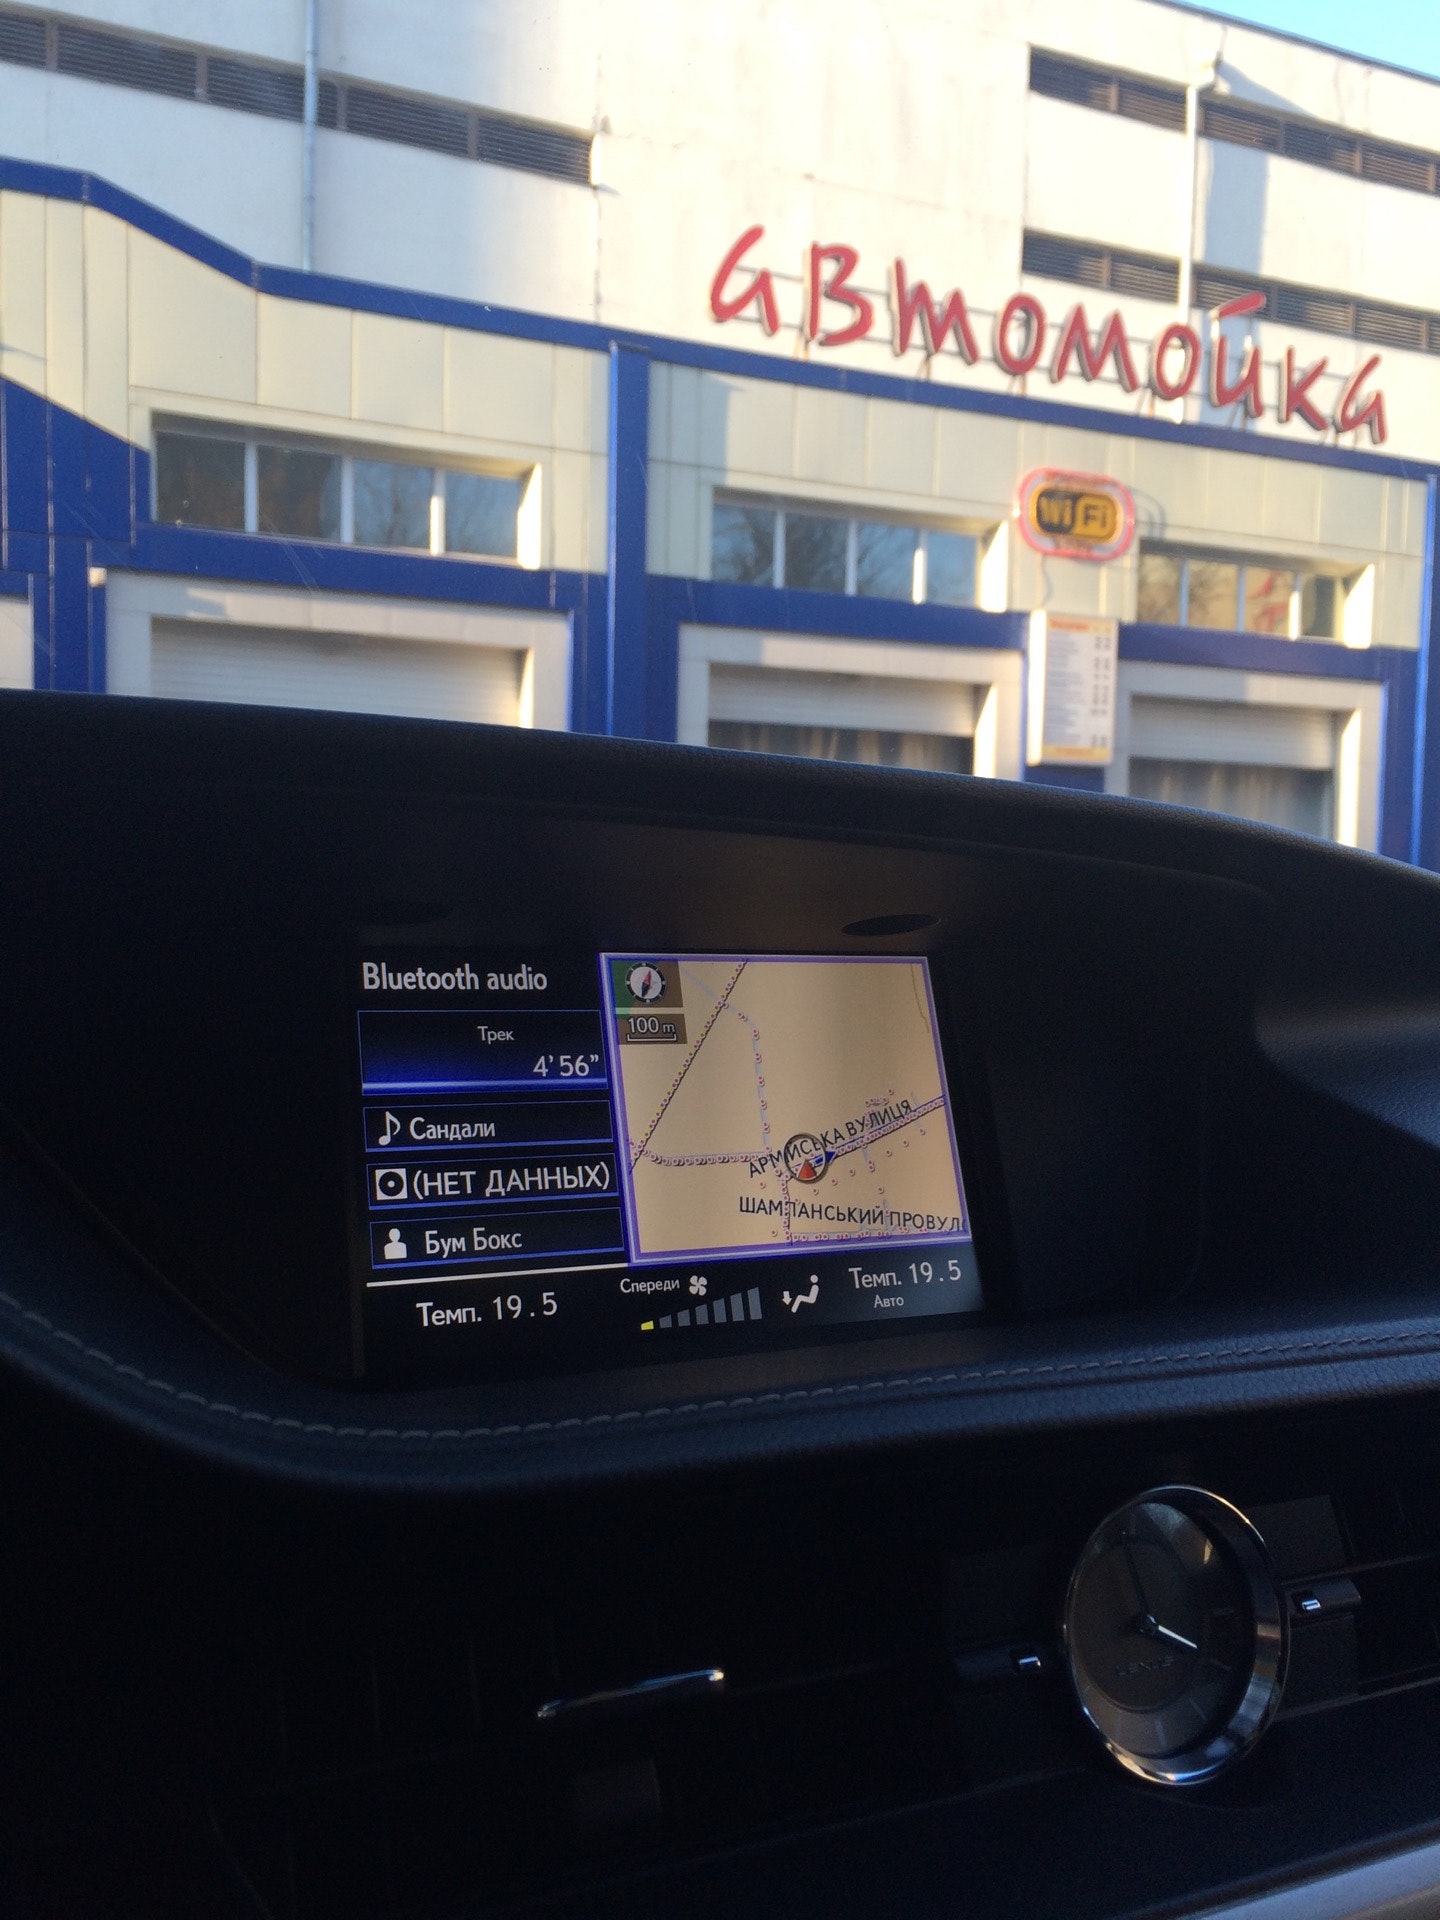 автомойка
WiFi
Bluetooth audio
Трек
4'56"
Сандали
(НЕТ ДАННЫХ)
Бум Бокс
100 m
АРМІЙСЬКА ВУЛИЦЯ
ШАМПАНСЬКИЙ ПРОВУЛ
Темп. 19.5
Спереди
Темп. 19.5
Авто
LEXUS